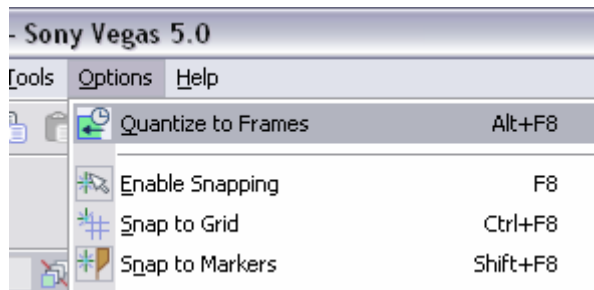 - Sony Vegas 5.0
Tools Options Help
Quantize to Frames Alt+F8
Enable Snapping F8
Snap to Grid Ctrl+F8
Snap to Markers Shift+F8